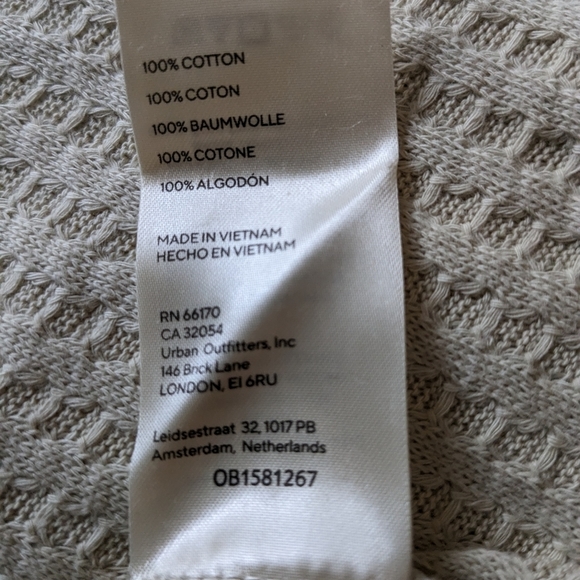 100% COTTON
100% COTON
100% BAUMWOLLE
100% COTONE
100% ALGODÓN
MADE IN VIETNAM
HECHO EN VIETNAM
RN 66170
CA 32054
Urban Outfitters, Inc
146 Brick Lane
LONDON, E1 6RU
Leidsestraat 32, 1017 PB
Amsterdam, Netherlands
OB1581267